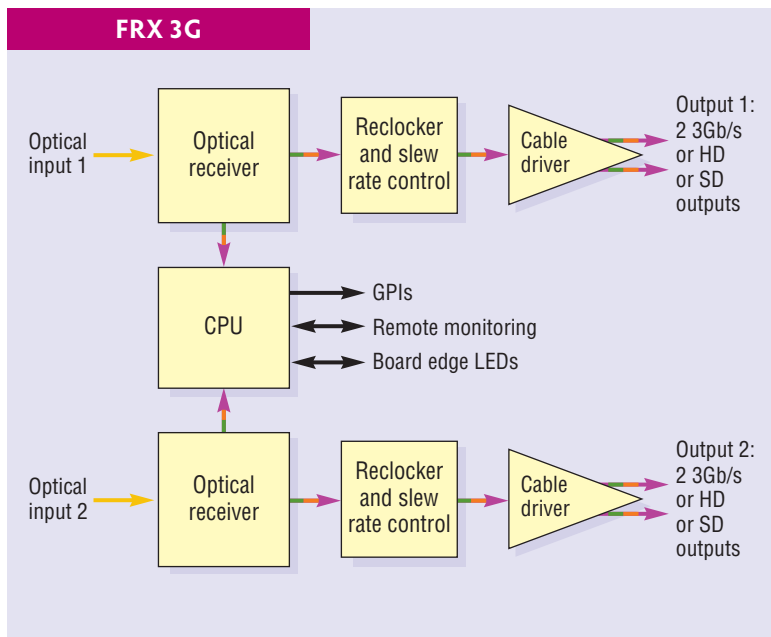 FRX 3G
Optical
input 1
Optical
receiver
Reclocker
and slew
rate control
Cable
driver
Output 1:
2 3Gb/s
or HD
or SD
outputs
CPU
GPIs
Remote monitoring
Board edge LEDs
Optical
input 2
Optical
receiver
Reclocker
and slew
rate control
Cable
driver
Output 2:
2 3Gb/s
or HD
or SD
outputs